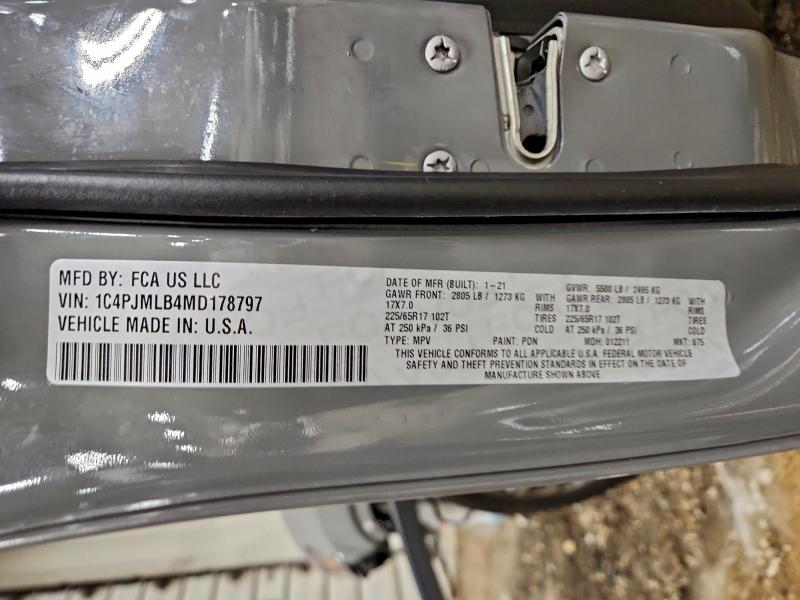 MFD BY: FCA US LLC
VIN: 1C4PJMLB4MD178797
VEHICLE MADE IN: U.S.A.
DATE OF MFR (BUILT): 1-21 GVWR: 5500 LB / 2495 KG
GAWR FRONT: 2805 LB / 1273 KG WITH GAWR REAR: 2805 LB / 1273 KG WITH
17X7.0 RIMS 17X7.0 RIMS
225/65R17 102T TIRES 225/65R17 102T TIRES
AT 250 kPa / 36 PSI COLD AT 250 kPa / 36 PSI COLD
TYPE: MPV PAINT: PDN MDH: 012211 MKT: 875
THIS VEHICLE CONFORMS TO ALL APPLICABLE U.S.A. FEDERAL MOTOR VEHICLE
SAFETY AND THEFT PREVENTION STANDARDS IN EFFECT ON THE DATE OF
MANUFACTURE SHOWN ABOVE.